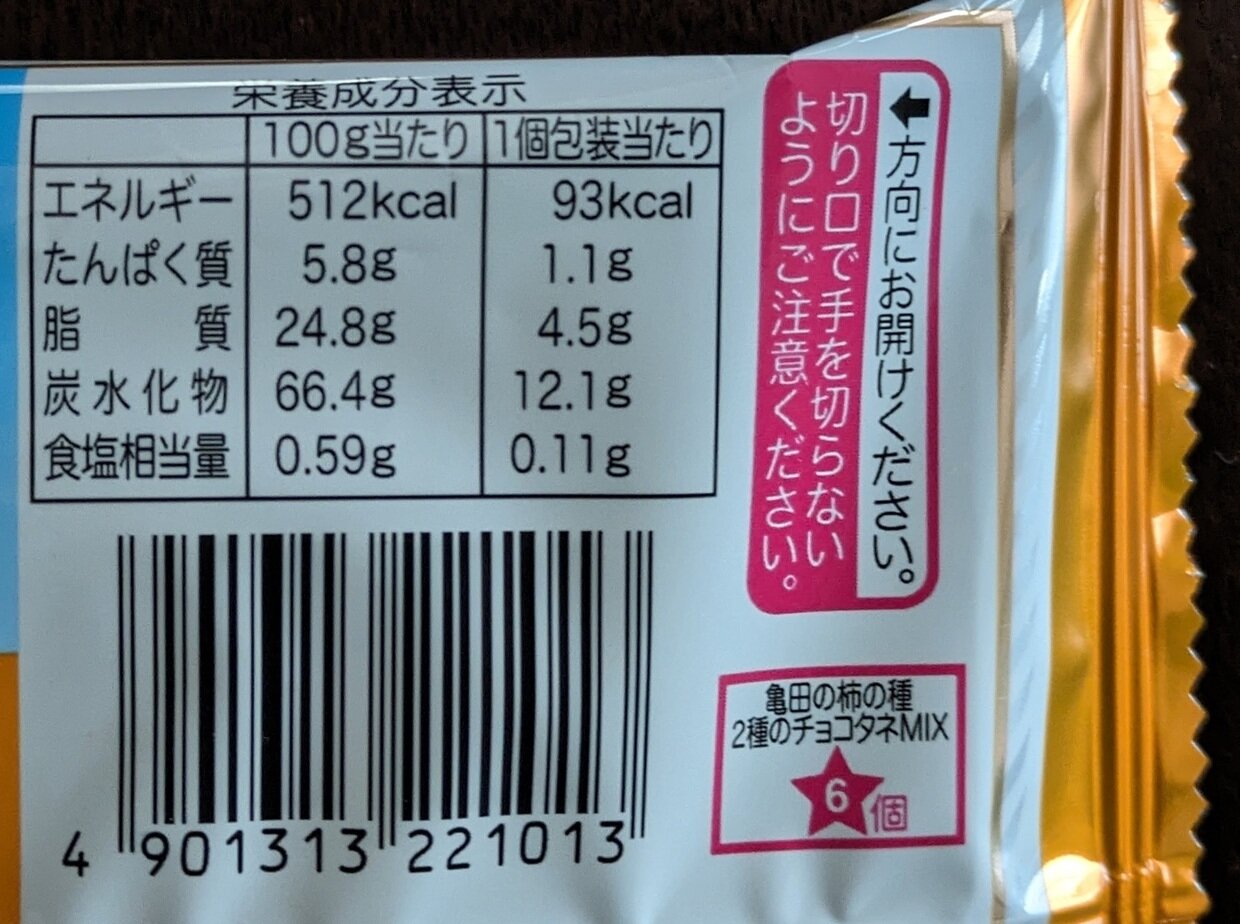 栄養成分表示
100g当たり 1個包装当たり
エネルギー 512kcal 93kcal
たんぱく質 5.8g 1.1g
脂質 24.8g 4.5g
炭水化物 66.4g 12.1g
食塩相当量 0.59g 0.11g
←方向にお開けください。
切り口で手を切らない
ようにご注意ください。
亀田の柿の種
2種のチョコタネMIX
6個
4 901313 221013